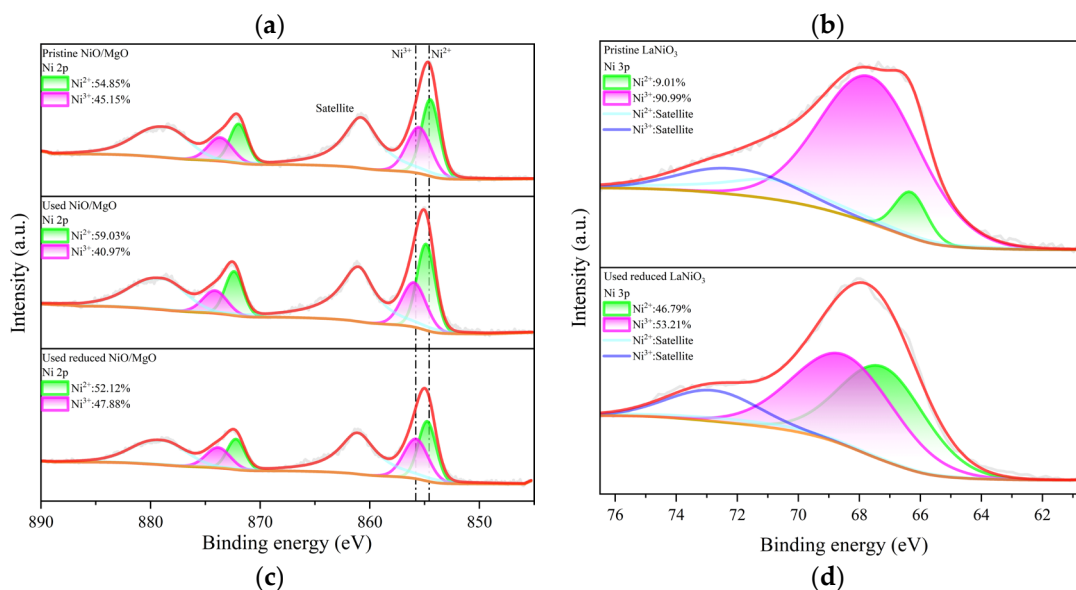 (a)
(b)
Pristine NiO/MgO
Ni 2p
Ni²⁺:54.85%
Ni³⁺:45.15%
Satellite
Ni³⁺
Ni²⁺
Used NiO/MgO
Ni 2p
Ni²⁺:59.03%
Ni³⁺:40.97%
Used reduced NiO/MgO
Ni 2p
Ni²⁺:52.12%
Ni³⁺:47.88%
Intensity (a.u.)
890 880 870 860 850
Binding energy (eV)
(c)
Pristine LaNiO₃
Ni 3p
Ni²⁺:9.01%
Ni³⁺:90.99%
Ni²⁺:Satellite
Ni³⁺:Satellite
Used reduced LaNiO₃
Ni 3p
Ni²⁺:46.79%
Ni³⁺:53.21%
Ni²⁺:Satellite
Ni³⁺:Satellite
Intensity (a.u.)
76 74 72 70 68 66 64 62
Binding energy (eV)
(d)